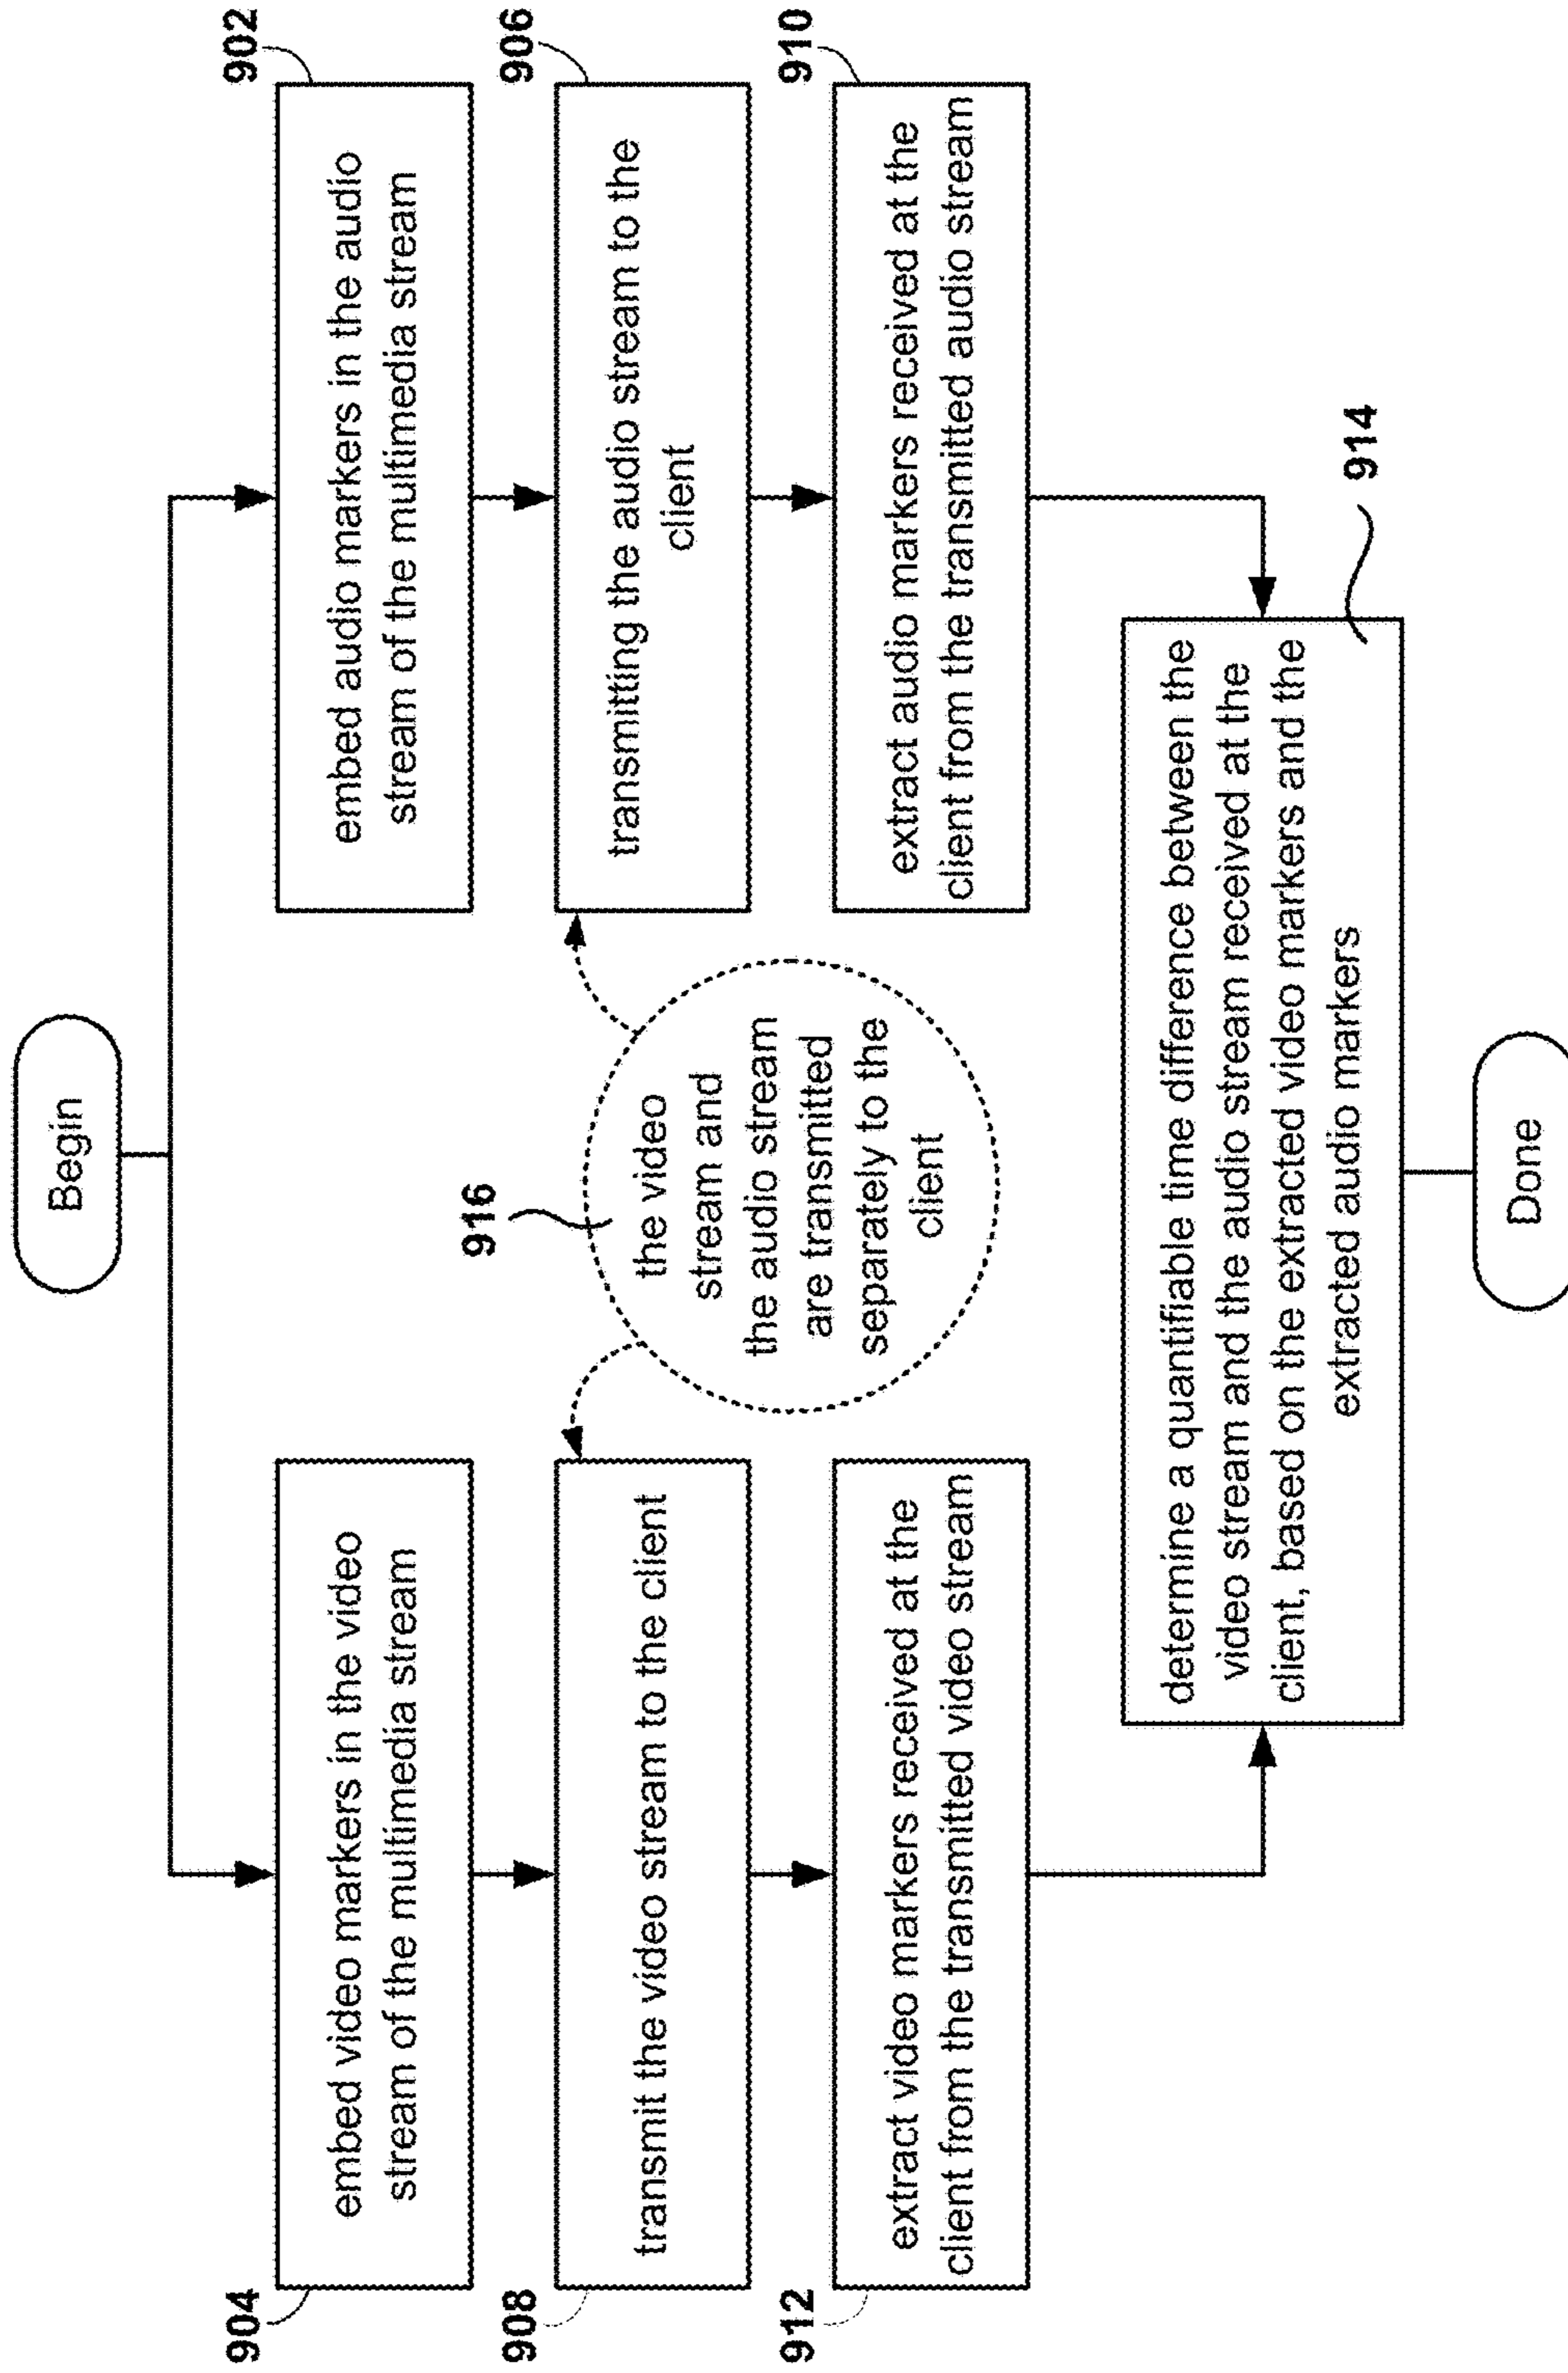 Begin
904
embed video markers in the video
stream of the multimedia stream
902
embed audio markers in the audio
stream of the multimedia stream
908
transmit the video stream to the client
916
the video
stream and
the audio stream
are transmitted
separately to the
client
906
transmitting the audio stream to the
client
912
extract video markers received at the
client from the transmitted video stream
910
extract audio markers received at the
client from the transmitted audio stream
determine a quantifiable time difference between the
video stream and the audio stream received at the
client, based on the extracted video markers and the
extracted audio markers
914
Done